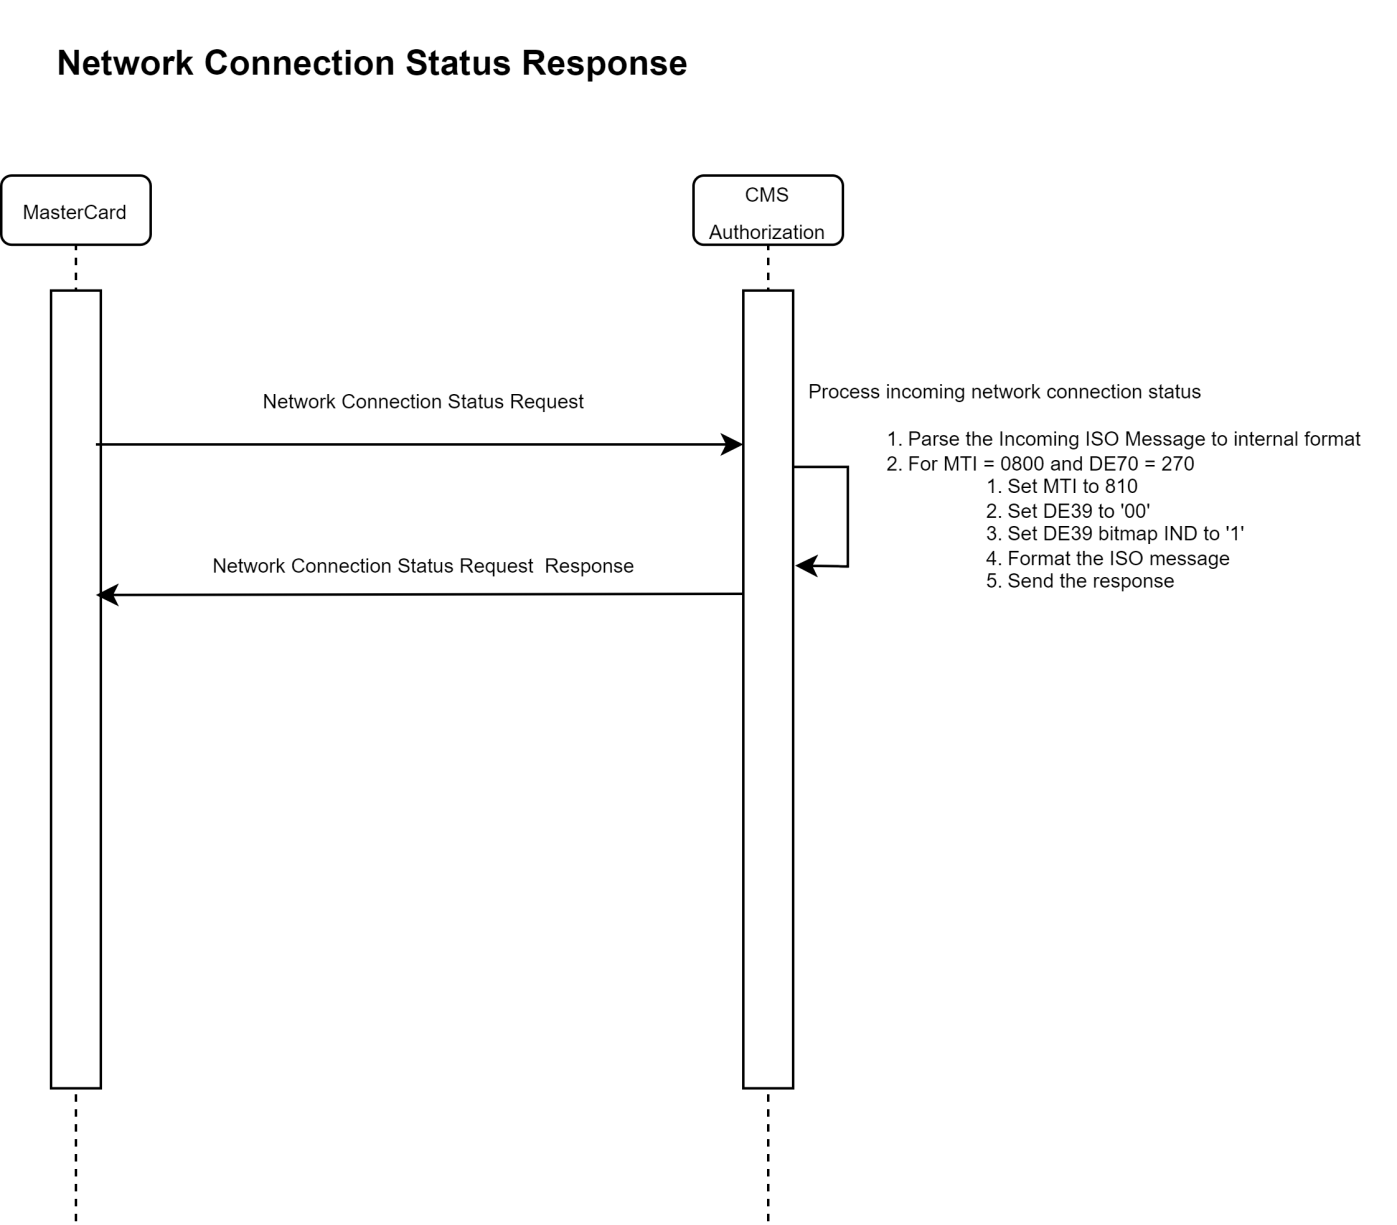 Network Connection Status Response
MasterCard
CMS
Authorization
Network Connection Status Request
Process incoming network connection status
1. Parse the Incoming ISO Message to internal format
2. For MTI = 0800 and DE70 = 270
1. Set MTI to 810
2. Set DE39 to '00'
3. Set DE39 bitmap IND to '1'
4. Format the ISO message
5. Send the response
Network Connection Status Request  Response